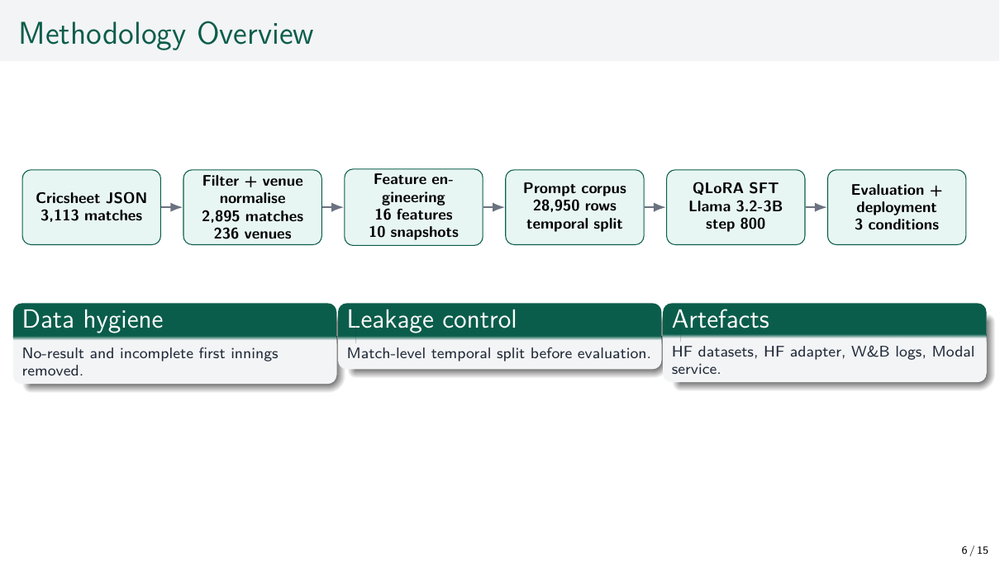 Methodology Overview
Cricsheet JSON
3,113 matches
Filter + venue
normalise
2,895 matches
236 venues
Feature en-
gineering
16 features
10 snapshots
Prompt corpus
28,950 rows
temporal split
QLoRA SFT
Llama 3.2-3B
step 800
Evaluation +
deployment
3 conditions
Data hygiene
No-result and incomplete first innings
removed.
Leakage control
Match-level temporal split before evaluation.
Artefacts
HF datasets, HF adapter, W&B logs, Modal
service.
6 / 15